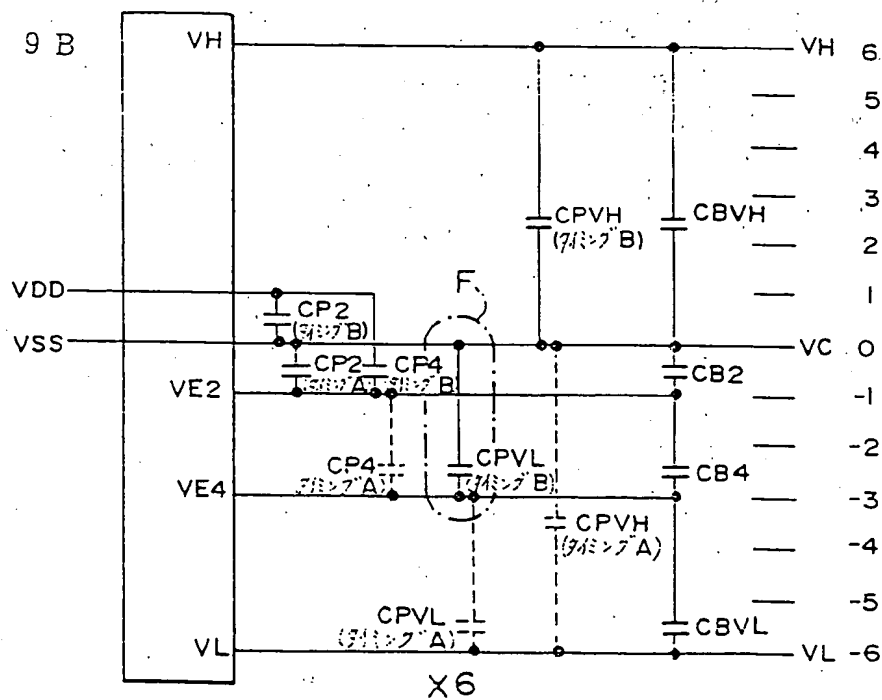 9 B
VH
VH 6
5
4
3
CPVH
(タイミングB)
CBVH
2
VDD
F
1
CP2
(タイミングB)
VSS
VC 0
CP2
(タイミングA)
CP4
(タイミングB)
CB2
VE2
-1
-2
CP4
(タイミングA)
CPVL
(タイミングB)
CB4
VE4
-3
CPVH
(タイミングA)
-4
-5
CPVL
(タイミングA)
CBVL
VL
VL -6
X6